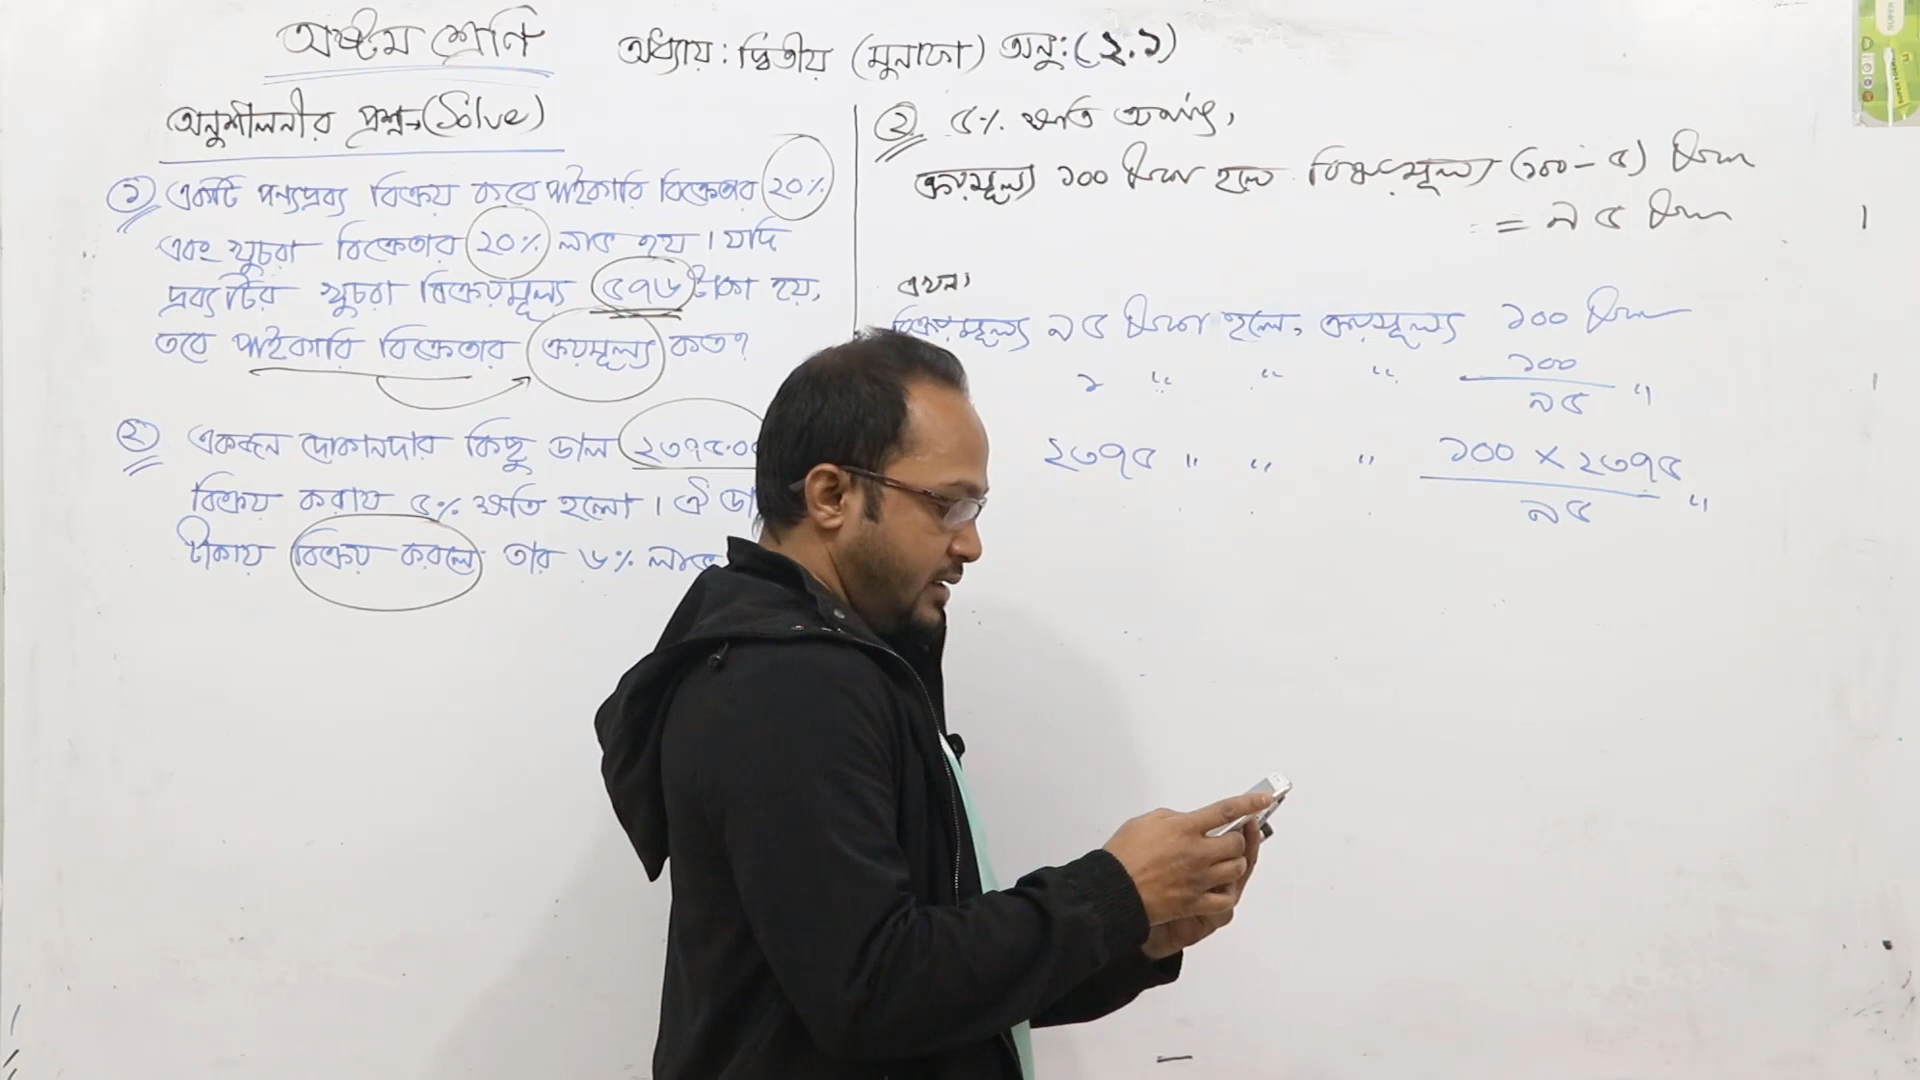 অষ্টম শ্রেণি
অধ্যায় : দ্বিতীয় (মুনাফা) অনু: (২.১)
অনুশীলনীর প্রশ্ন→(Solve)
১ একটি পন্যদ্রব্য বিক্রয় করে পাইকারি বিক্রেতার ২০%
এবং খুচরা বিক্রেতার ২০% লাভ হয়। যদি
দ্রব্যটির খুচরা বিক্রয়মূল্য ৫৭৬ টাকা হয়,
তবে পাইকারি বিক্রেতার ক্রয়মূল্য কত?
২ একজন দোকানদার কিছু ডাল ২৩৭৫.০০
বিক্রয় করায় ৫% ক্ষতি হলো। ঐ ডা
টাকায় বিক্রয় করলে তার ৬% লাভ
২ ৫% ক্ষতি অর্থাৎ,
ক্রয়মূল্য ১০০ টাকা হলে বিক্রয়মূল্য (১০০-৫) টাকা
= ৯৫ টাকা
এখন,
বিক্রয়মূল্য ৯৫ টাকা হলে, ক্রয়মূল্য ১০০ টাকা
১ " " " ১০০/৯৫ "
২৩৭৫ " " " ১০০ × ২৩৭৫/৯৫ "